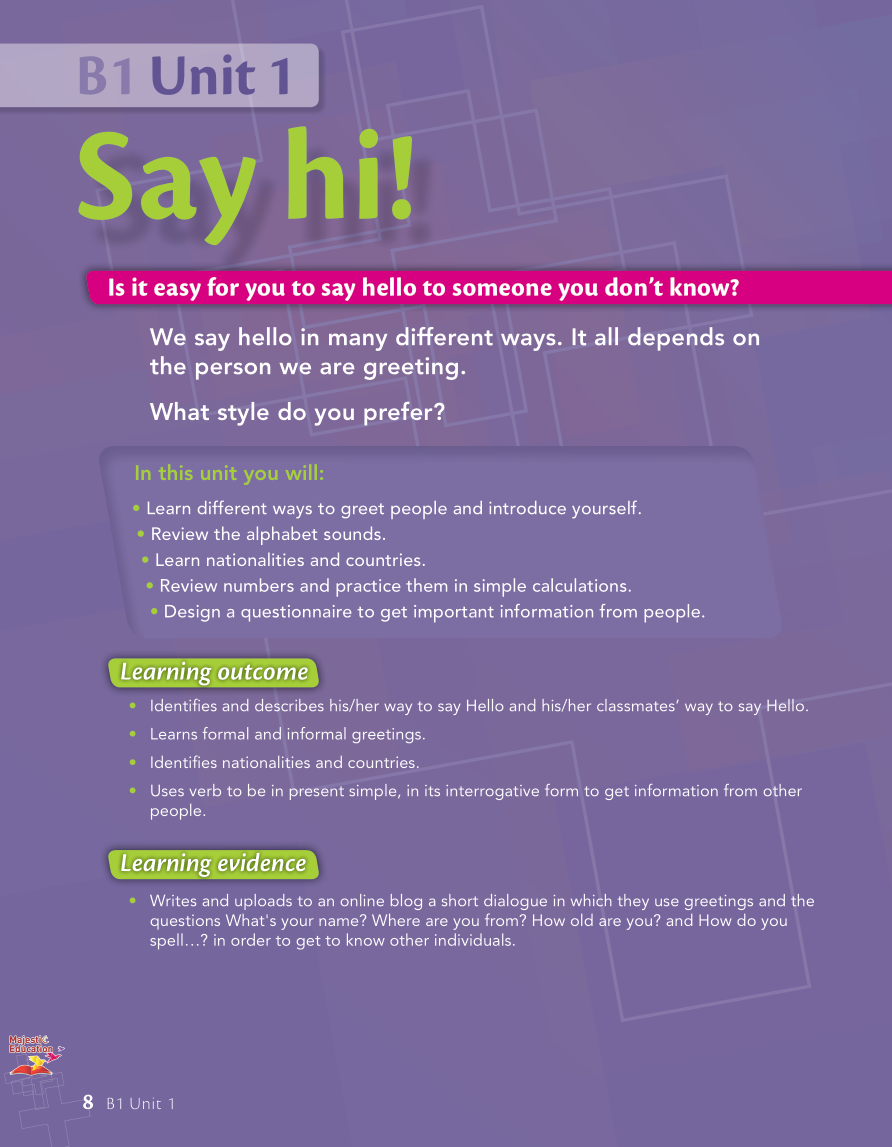 B1 Unit 1
Say hi!
Is it easy for you to say hello to someone you don’t know?
We say hello in many different ways. It all depends on
the person we are greeting.
What style do you prefer?
In this unit you will:
• Learn different ways to greet people and introduce yourself.
• Review the alphabet sounds.
• Learn nationalities and countries.
• Review numbers and practice them in simple calculations.
• Design a questionnaire to get important information from people.
Learning outcome
• Identifies and describes his/her way to say Hello and his/her classmates’ way to say Hello.
• Learns formal and informal greetings.
• Identifies nationalities and countries.
• Uses verb to be in present simple, in its interrogative form to get information from other
people.
Learning evidence
• Writes and uploads to an online blog a short dialogue in which they use greetings and the
questions What's your name? Where are you from? How old are you? and How do you
spell…? in order to get to know other individuals.
Majestic
Education
8 B1 Unit 1